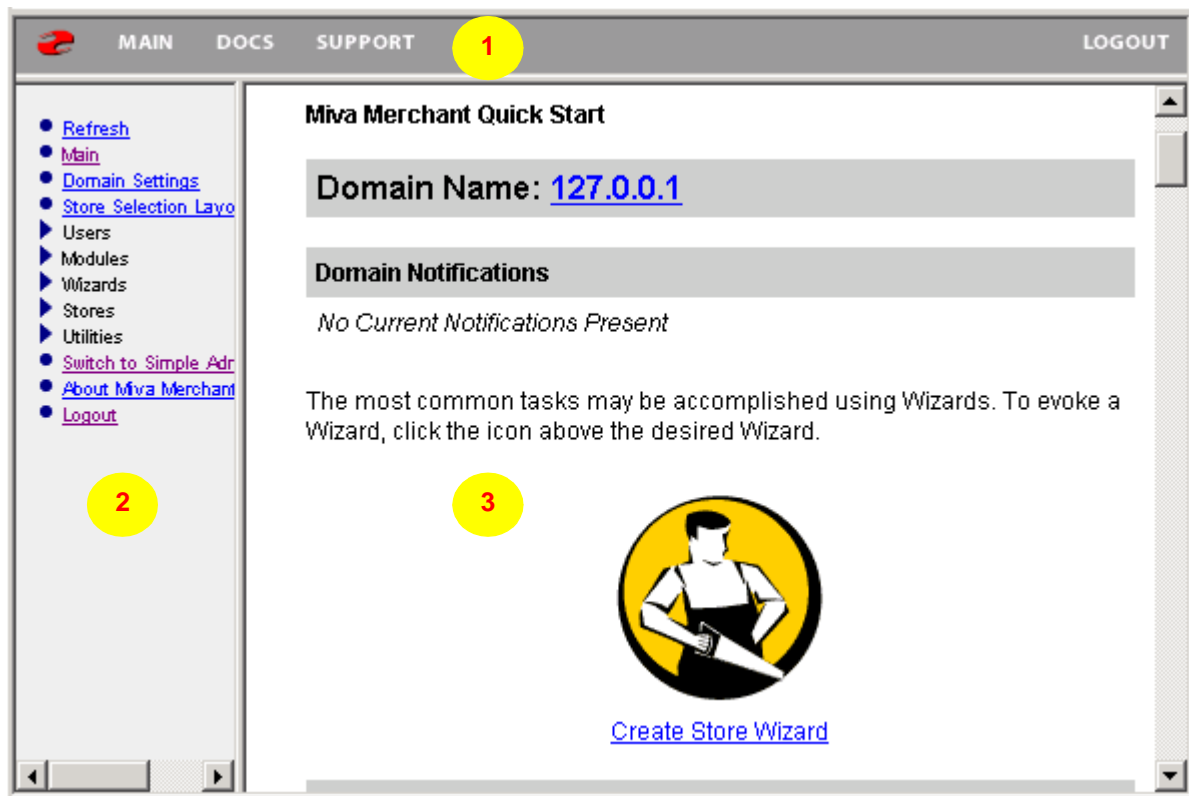 MAIN DOCS SUPPORT 1 LOGOUT
Refresh
Main
Domain Settings
Store Selection Layo
Users
Modules
Wizards
Stores
Utilities
Switch to Simple Adr
About Miva Merchant
Logout
2
Miva Merchant Quick Start
Domain Name: 127.0.0.1
Domain Notifications
No Current Notifications Present
The most common tasks may be accomplished using Wizards. To evoke a
Wizard, click the icon above the desired Wizard.
3
Create Store Wizard